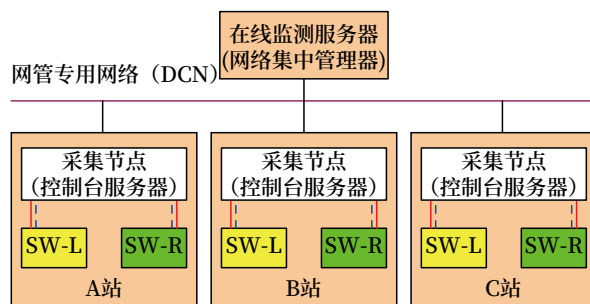 在线监测服务器
(网络集中管理器)
网管专用网络（DCN）
采集节点
（控制台服务器）
采集节点
（控制台服务器）
采集节点
（控制台服务器）
SW-L
SW-R
SW-L
SW-R
SW-L
SW-R
A站
B站
C站